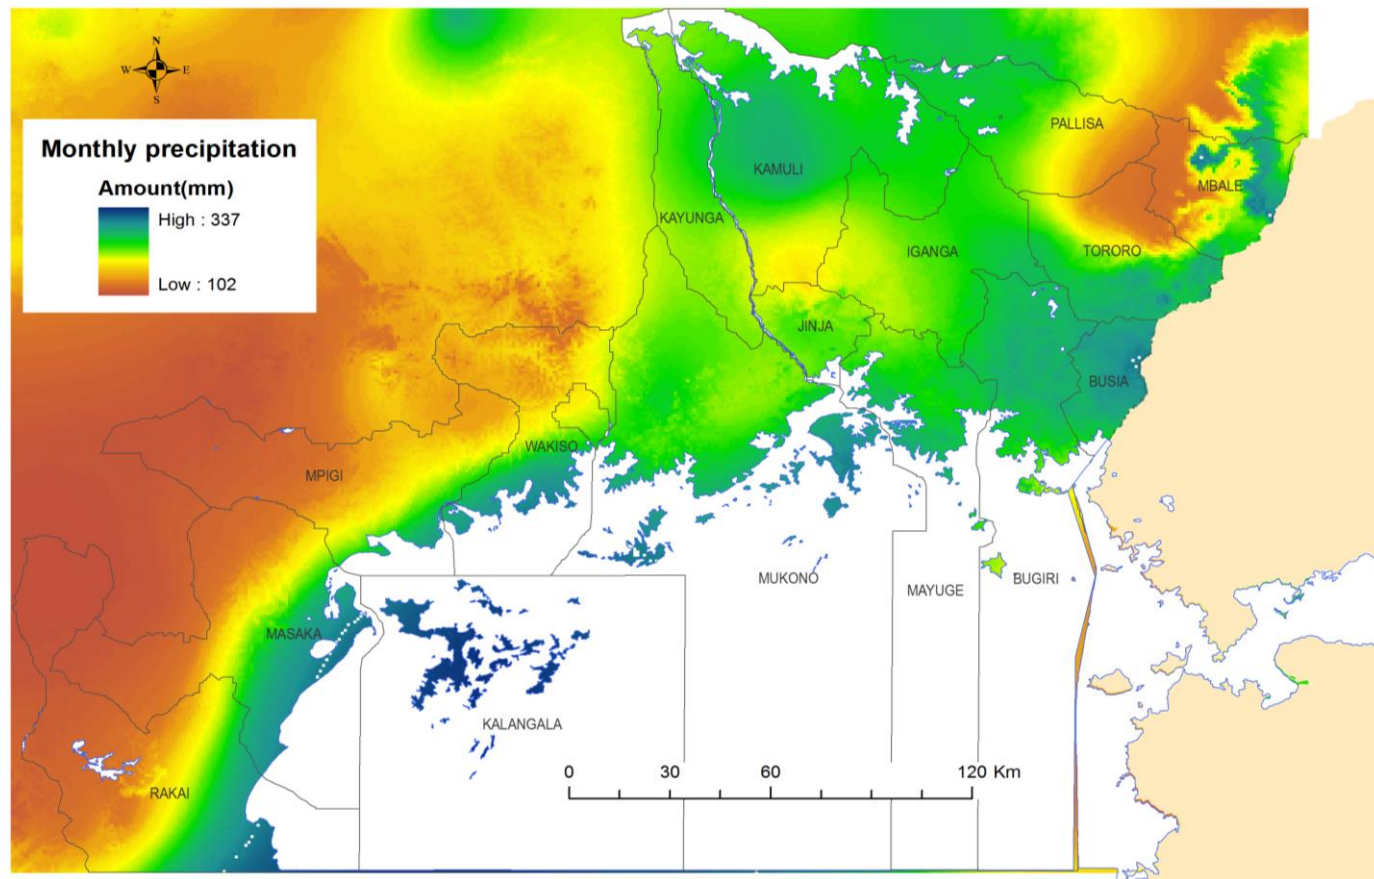 N
W E
S
Monthly precipitation
Amount(mm)
High : 337
Low : 102
PALLISA
KAMULI
MBALE
KAYUNGA
IGANGA
TORORO
JINJA
BUSIA
WAKISO
MPIGI
MUKONO
BUGIRI
MAYUGE
MASAKA
KALANGALA
0 30 60 120 Km
RAKAI